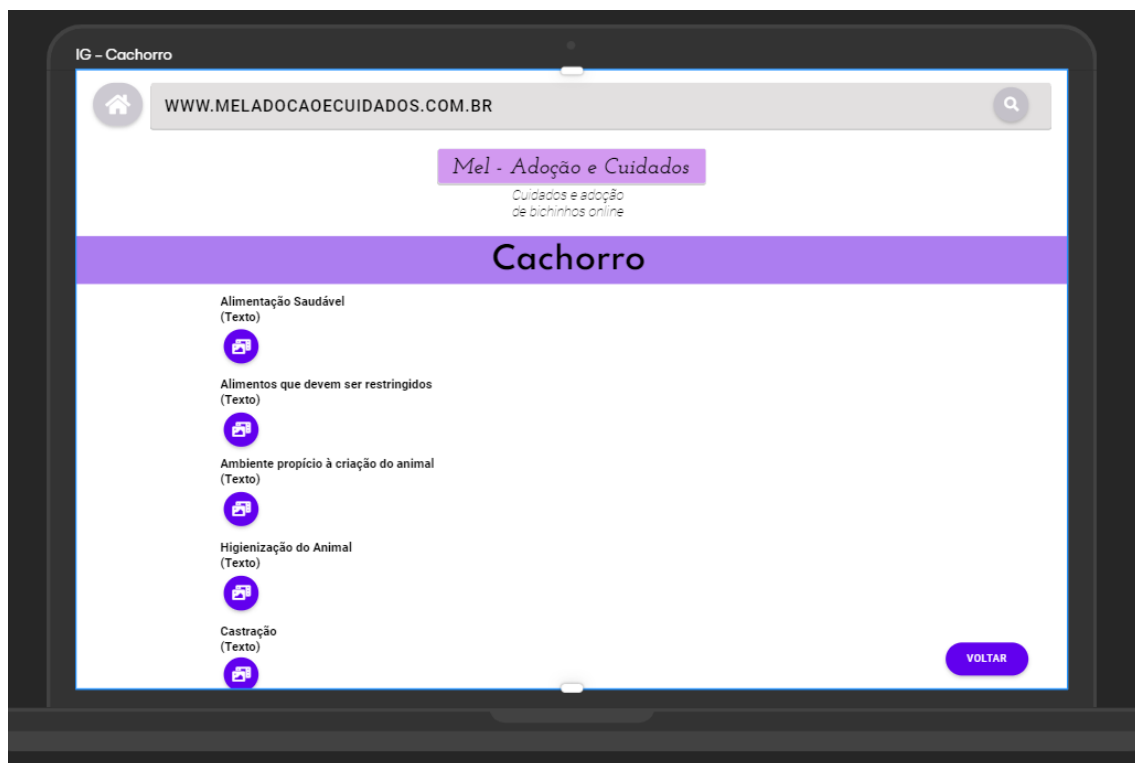 IG – Cachorro
WWW.MELADOCAOECUIDADOS.COM.BR
Mel - Adoção e Cuidados
Cuidados e adoção
de bichinhos online
Cachorro
Alimentação Saudável
(Texto)
Alimentos que devem ser restringidos
(Texto)
Ambiente propício à criação do animal
(Texto)
Higienização do Animal
(Texto)
Castração
(Texto)
VOLTAR